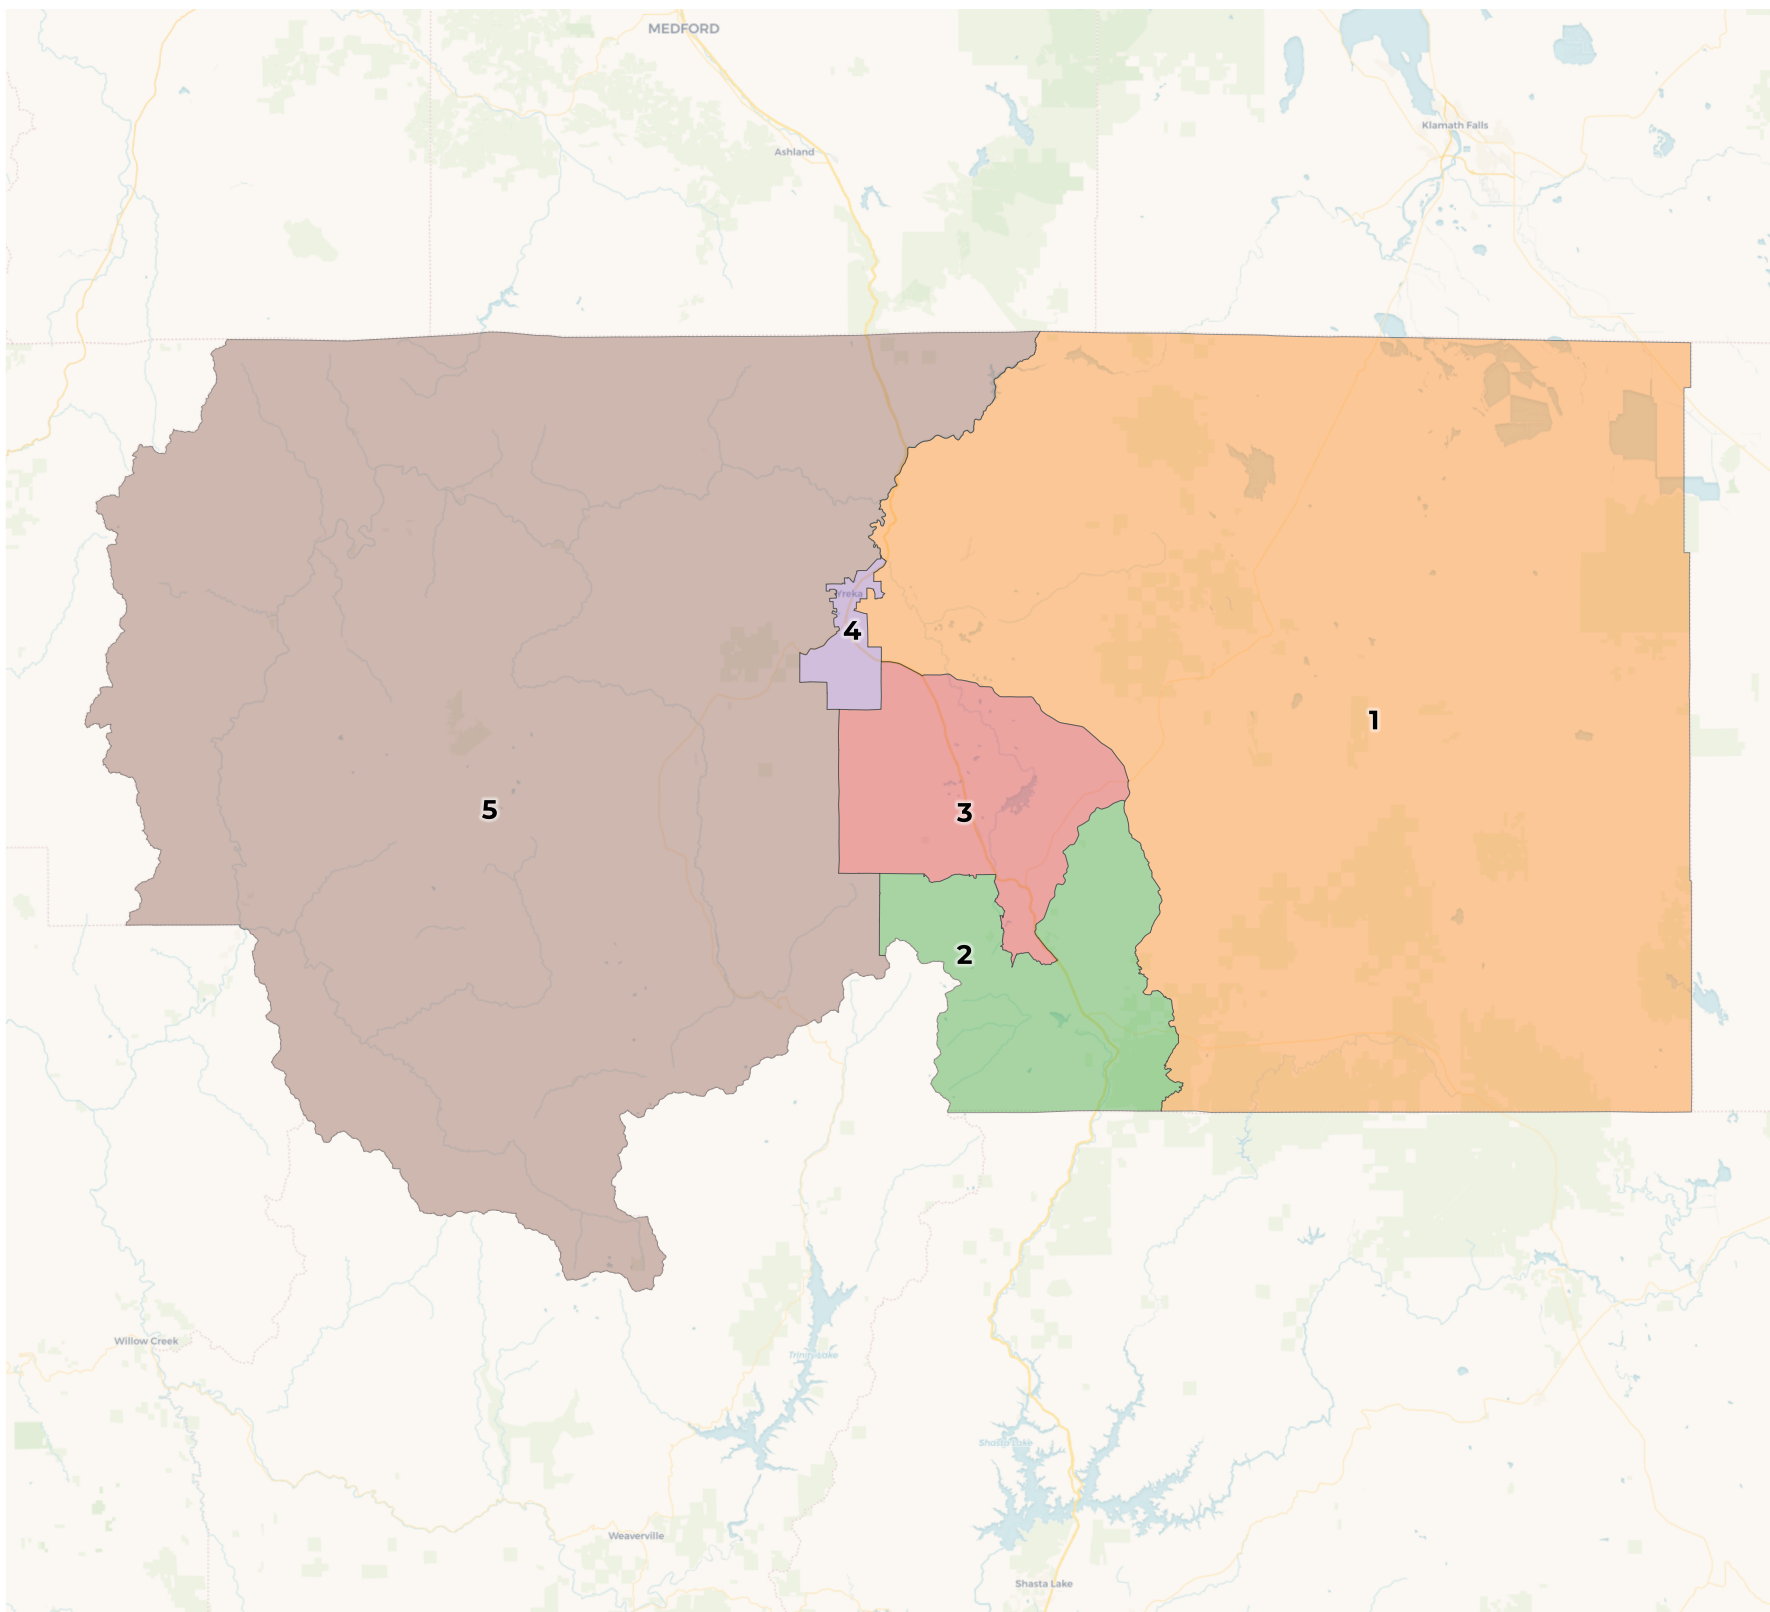 MEDFORD
Klamath Falls
Ashland
Yreka
4
1
5
3
2
Willow Creek
Trinity Lake
Shasta Lake
Weaverville
Shasta Lake